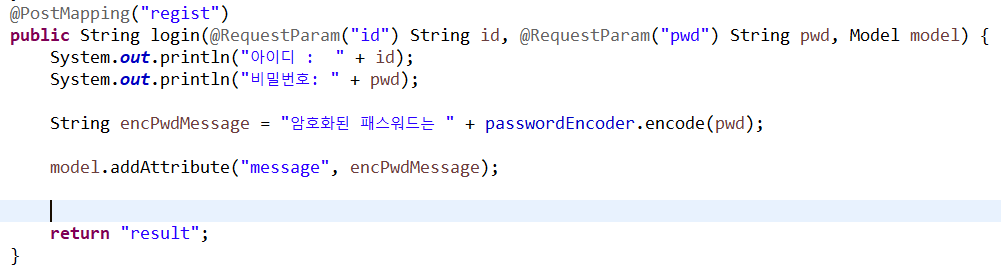 @PostMapping("regist")
public String login(@RequestParam("id") String id, @RequestParam("pwd") String pwd, Model model) {
System.out.println("아이디 :  " + id);
System.out.println("비밀번호: " + pwd);
String encPwdMessage = "암호화된 패스워드는 " + passwordEncoder.encode(pwd);
model.addAttribute("message", encPwdMessage);
return "result";
}